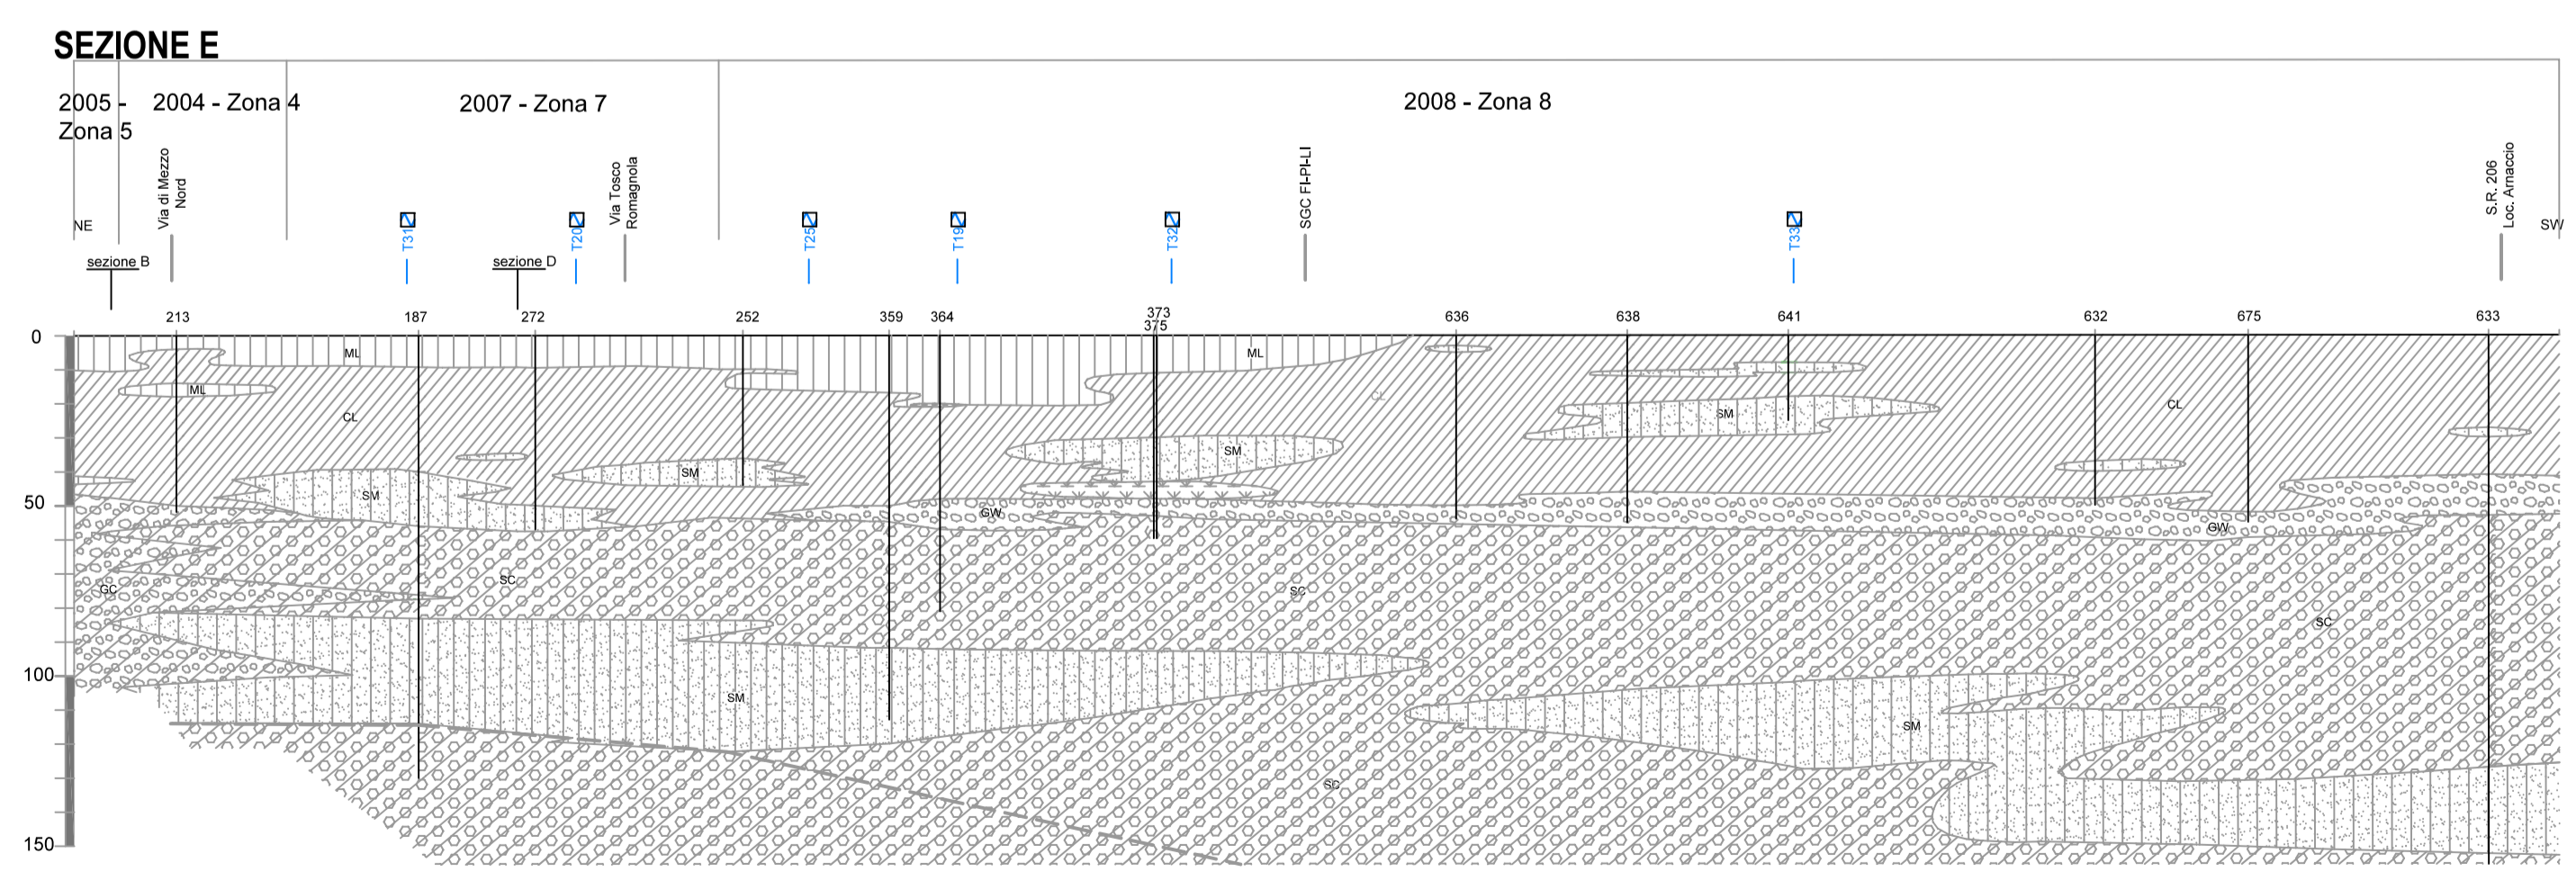 SEZIONE E
2005 -
Zona 5
2004 - Zona 4
2007 - Zona 7
2008 - Zona 8
NE
Via di Mezzo
Nord
Via Tosco
Romagnola
SGC FI-PI-LI
S.R. 206
Loc. Arnaccio
SW
T31
T20
T25
T19
T32
T33
sezione B
sezione D
213
187
272
252
359
364
373
375
636
638
641
632
675
633
0
50
100
150
ML
ML
ML
CL
CL
CL
SM
SM
SM
SM
GW
GW
GC
SC
SC
SC
SM
SM
SC